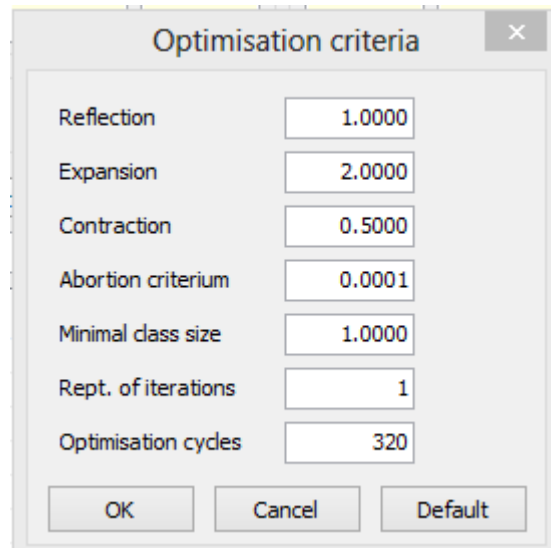 Optimisation criteria
Reflection 1.0000
Expansion 2.0000
Contraction 0.5000
Abortion criterium 0.0001
Minimal class size 1.0000
Rept. of iterations 1
Optimisation cycles 320
OK Cancel Default